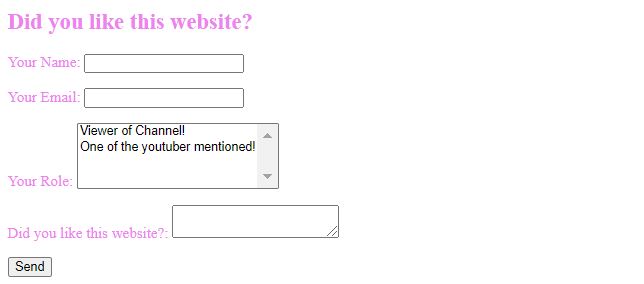 Did you like this website?
Your Name:
Your Email:
Viewer of Channel!
One of the youtuber mentioned!
Your Role:
Did you like this website?:
Send